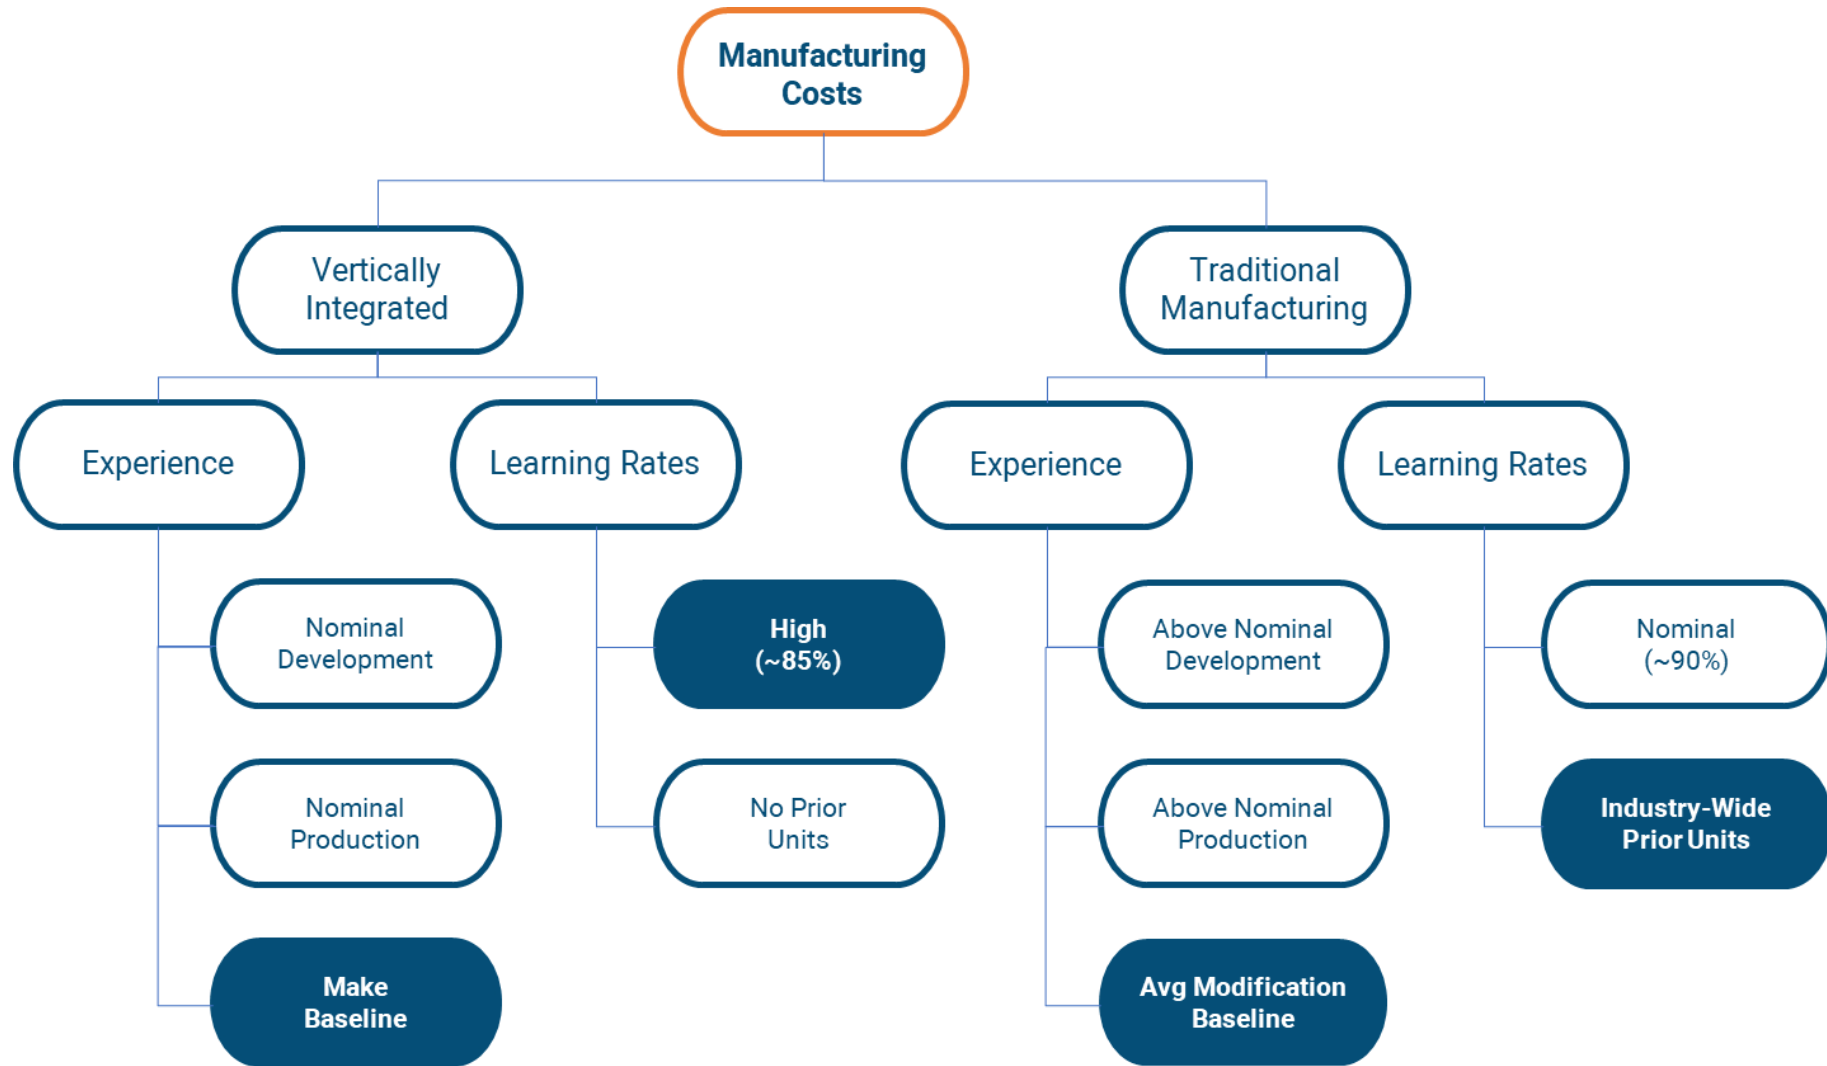 Manufacturing
Costs
Vertically
Integrated
Traditional
Manufacturing
Experience
Learning Rates
Experience
Learning Rates
Nominal
Development
High
(~85%)
Above Nominal
Development
Nominal
(~90%)
Nominal
Production
No Prior
Units
Above Nominal
Production
Industry-Wide
Prior Units
Make
Baseline
Avg Modification
Baseline